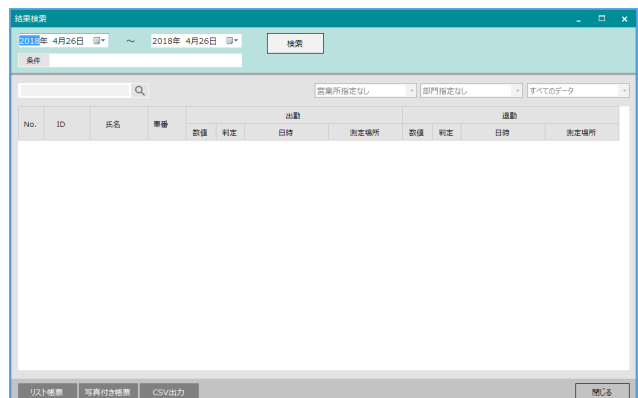 結果検索
2018年 4月26日 ～ 2018年 4月26日 検索
条件
営業所指定なし 部門指定なし すべてのデータ
No. ID 氏名 車番 出勤 退勤
数値 判定 日時 測定場所 数値 判定 日時 測定場所
リスト帳票 写真付き帳票 CSV出力 閉じる